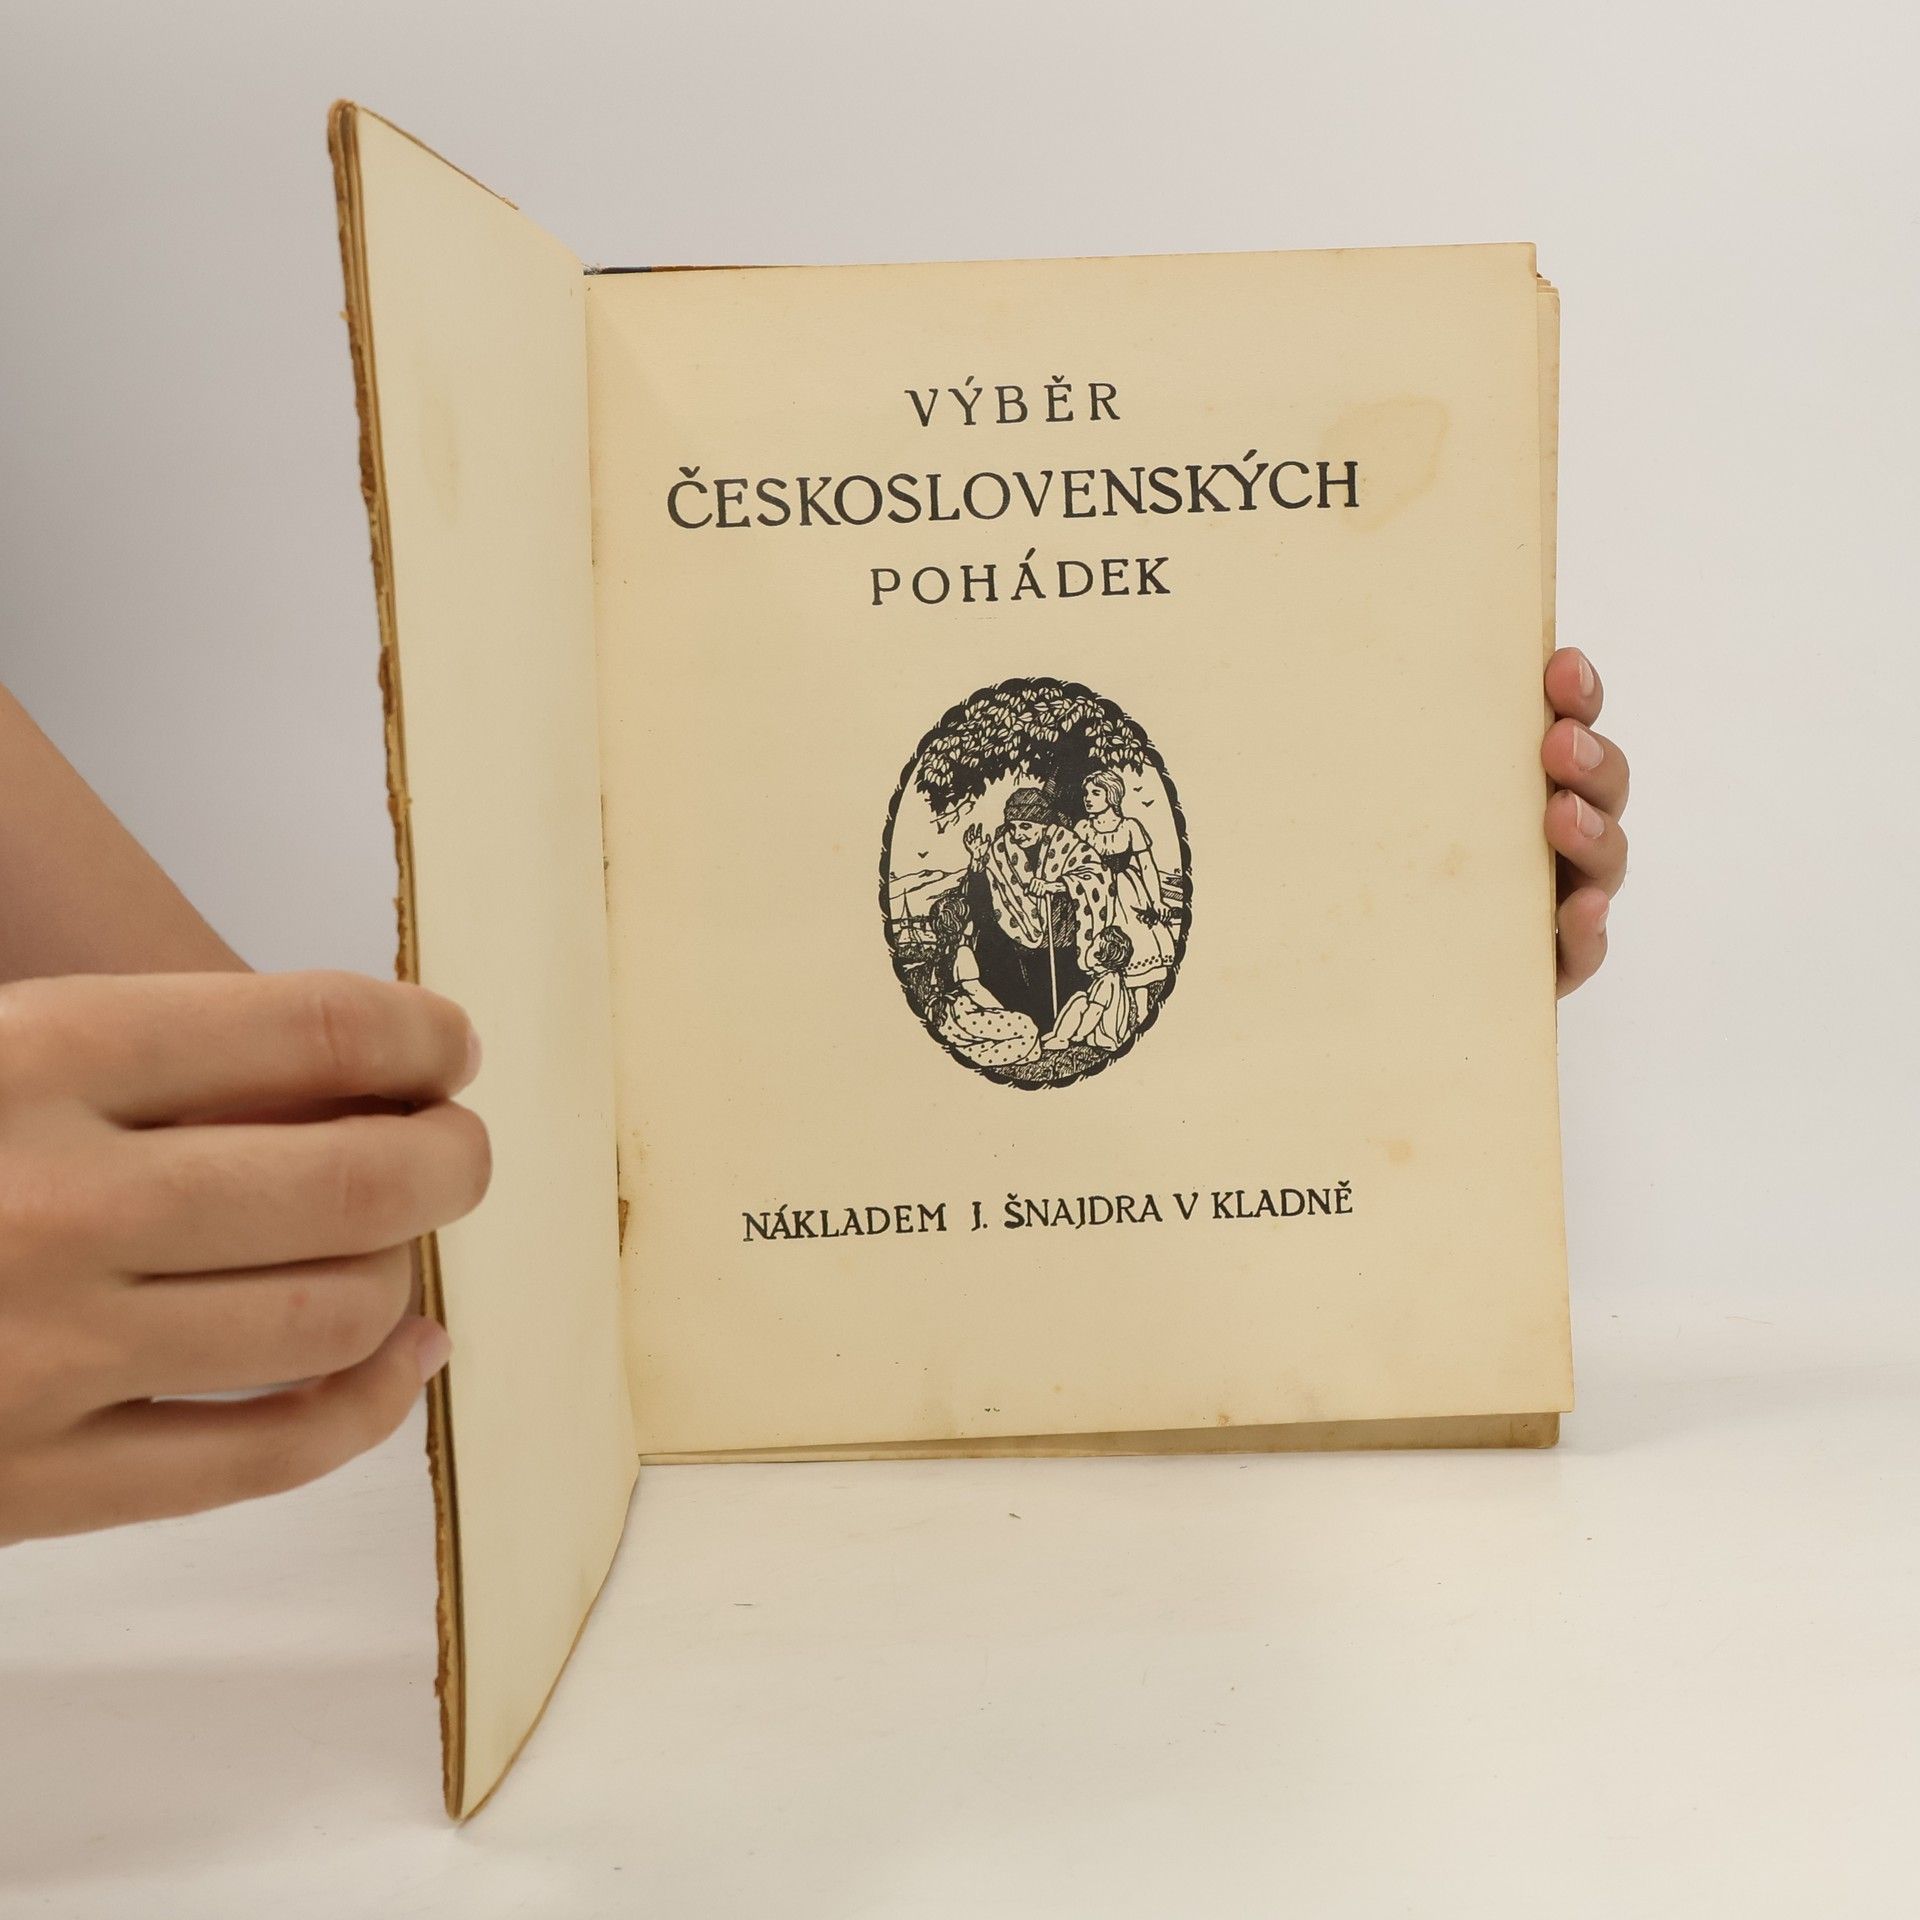 VÝBĚR
ČESKOSLOVENSKÝCH
POHÁDEK
NÁKLADEM J. ŠNAJDRA V KLADNĚ